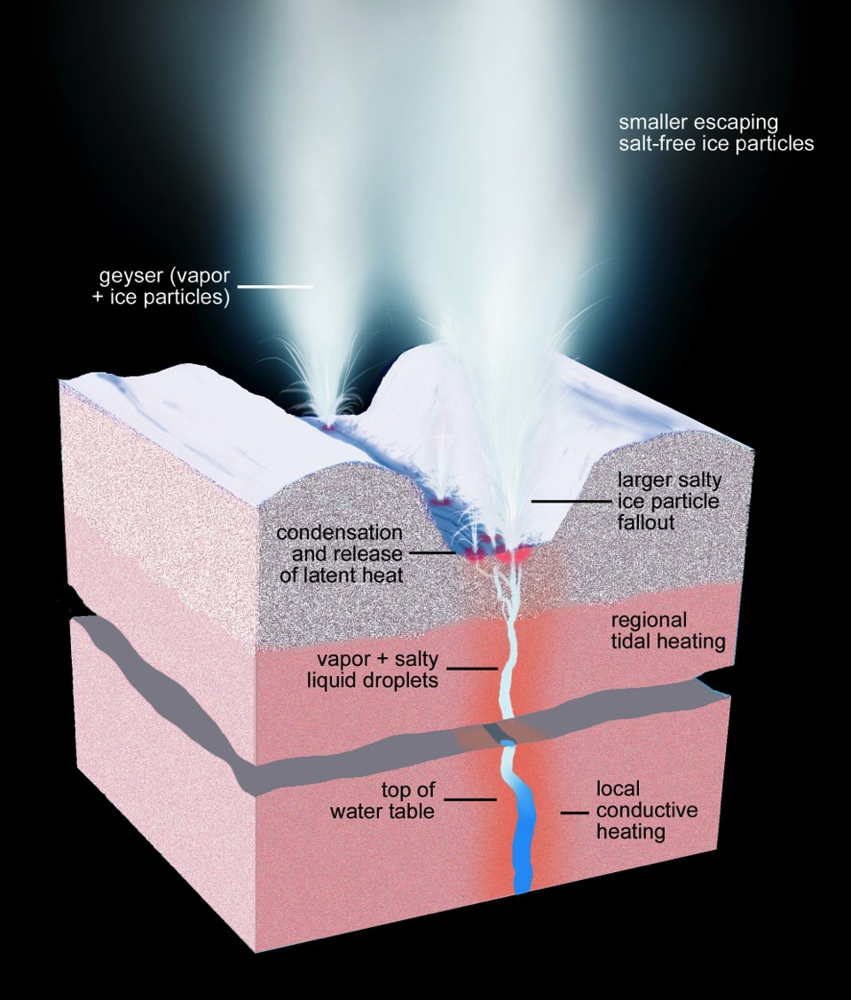 smaller escaping
salt-free ice particles
geyser (vapor
+ ice particles)
larger salty
ice particle
fallout
condensation
and release
of latent heat
regional
tidal heating
vapor + salty
liquid droplets
top of
water table
local
conductive
heating